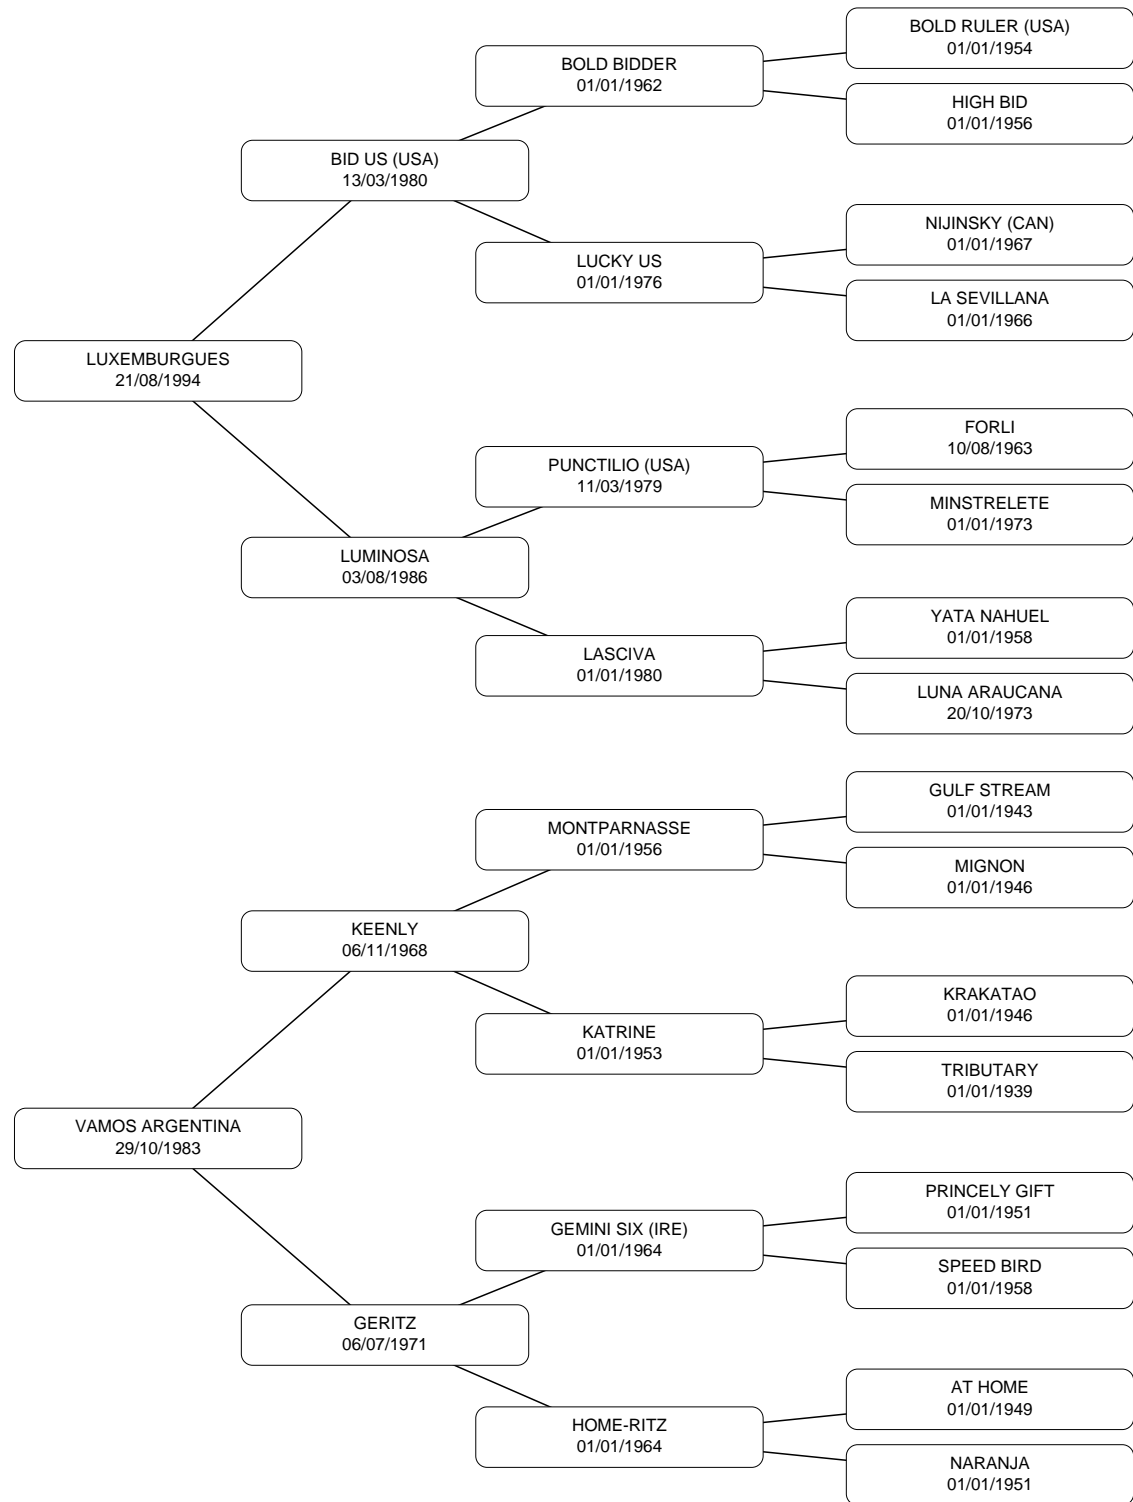 BOLD RULER (USA)
01/01/1954
BOLD BIDDER
01/01/1962
HIGH BID
01/01/1956
BID US (USA)
13/03/1980
NIJINSKY (CAN)
01/01/1967
LUCKY US
01/01/1976
LA SEVILLANA
01/01/1966
LUXEMBURGUES
21/08/1994
FORLI
10/08/1963
PUNCTILIO (USA)
11/03/1979
MINSTRELETE
01/01/1973
LUMINOSA
03/08/1986
YATA NAHUEL
01/01/1958
LASCIVA
01/01/1980
LUNA ARAUCANA
20/10/1973
GULF STREAM
01/01/1943
MONTPARNASSE
01/01/1956
MIGNON
01/01/1946
KEENLY
06/11/1968
KRAKATAO
01/01/1946
KATRINE
01/01/1953
TRIBUTARY
01/01/1939
VAMOS ARGENTINA
29/10/1983
PRINCELY GIFT
01/01/1951
GEMINI SIX (IRE)
01/01/1964
SPEED BIRD
01/01/1958
GERITZ
06/07/1971
AT HOME
01/01/1949
HOME-RITZ
01/01/1964
NARANJA
01/01/1951